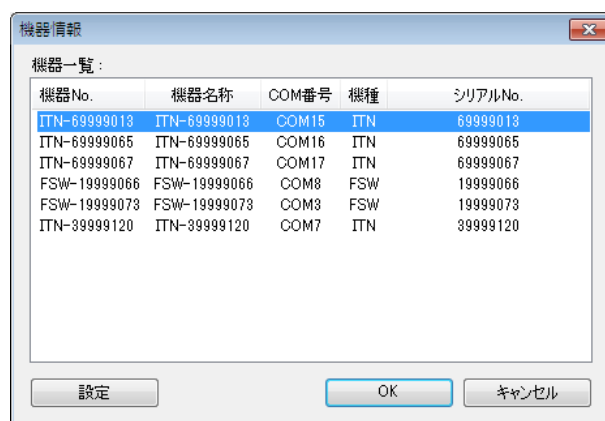 機器情報
機器一覧：
機器No. 機器名称 COM番号 機種 シリアルNo.
ITN-69999013 ITN-69999013 COM15 ITN 69999013
ITN-69999065 ITN-69999065 COM16 ITN 69999065
ITN-69999067 ITN-69999067 COM17 ITN 69999067
FSW-19999066 FSW-19999066 COM8 FSW 19999066
FSW-19999073 FSW-19999073 COM3 FSW 19999073
ITN-39999120 ITN-39999120 COM7 ITN 39999120
設定 OK キャンセル